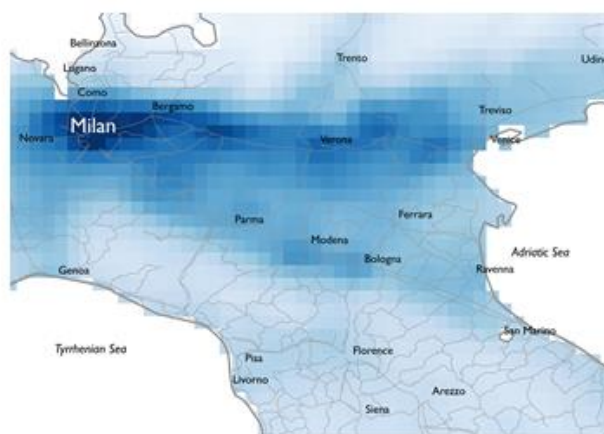 Bellinzona
Lugano
Trento
Udine
Como
Bergamo
Treviso
Milan
Novara
Verona
Venice
Parma
Ferrara
Modena
Adriatic Sea
Bologna
Genoa
Ravenna
San Marino
Tyrrhenian Sea
Pisa
Florence
Livorno
Arezzo
Siena